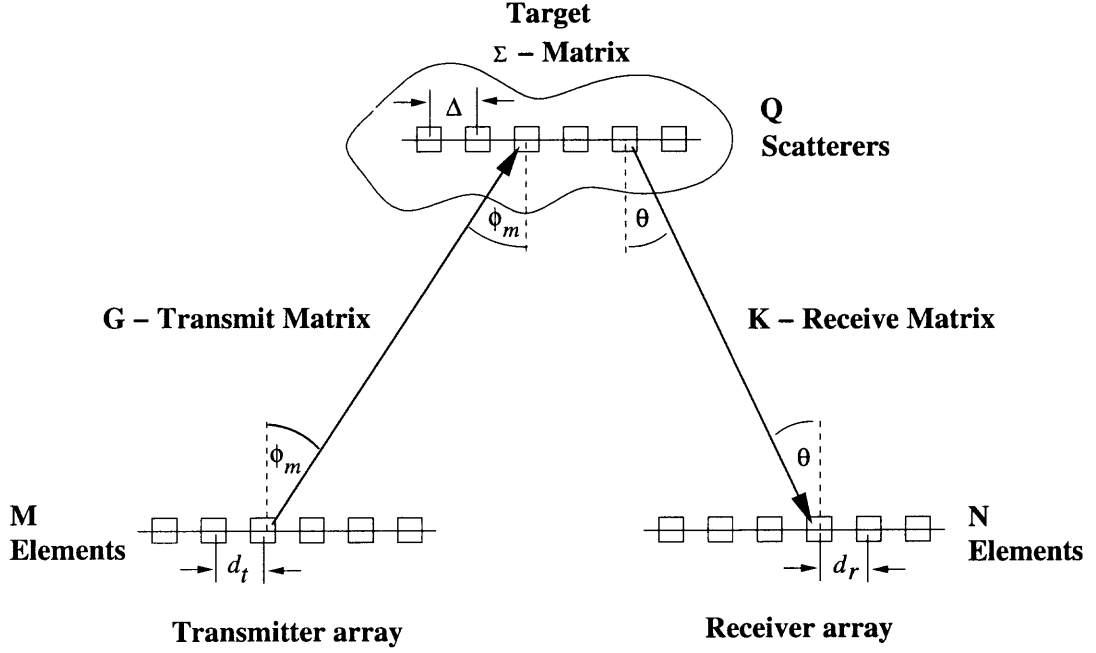 Target
Σ – Matrix
Δ
Q
Scatterers
ϕm
θ
G – Transmit Matrix
K – Receive Matrix
ϕm
θ
M
Elements
N
Elements
dt
dr
Transmitter array
Receiver array